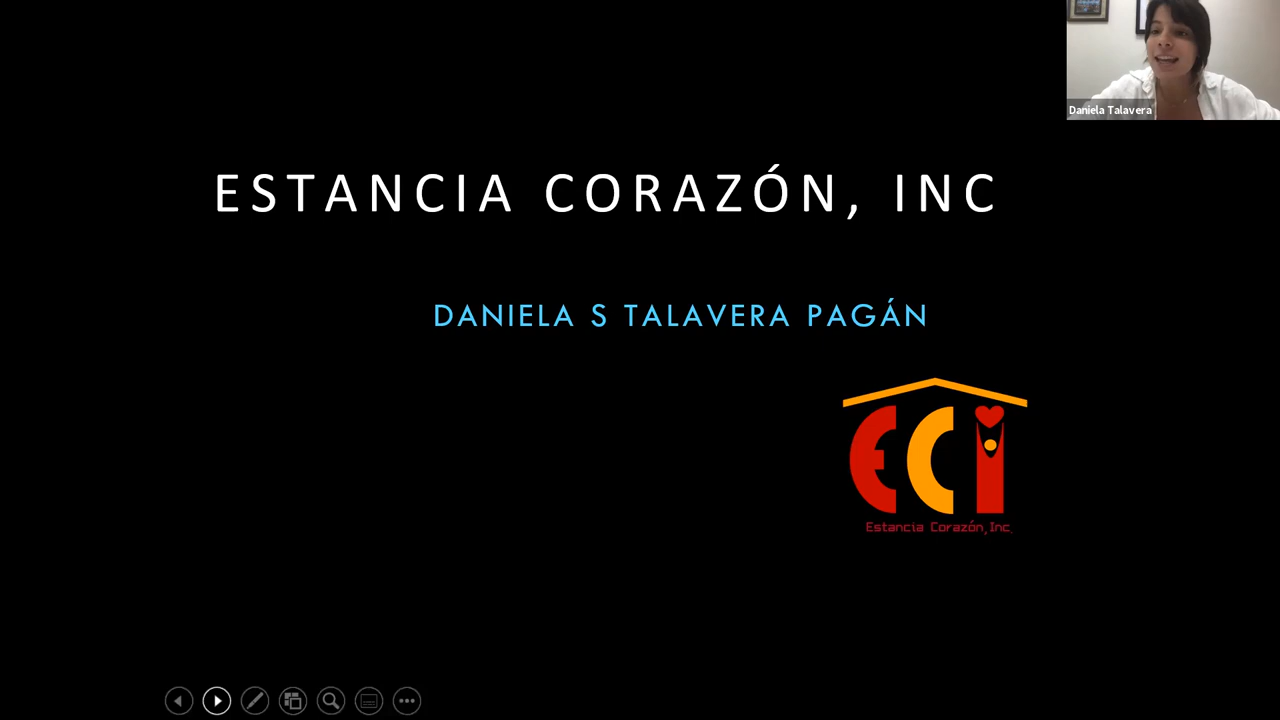 Daniela Talavera
ESTANCIA CORAZÓN, INC
DANIELA S TALAVERA PAGÁN
ECi
Estancia Corazón, Inc.